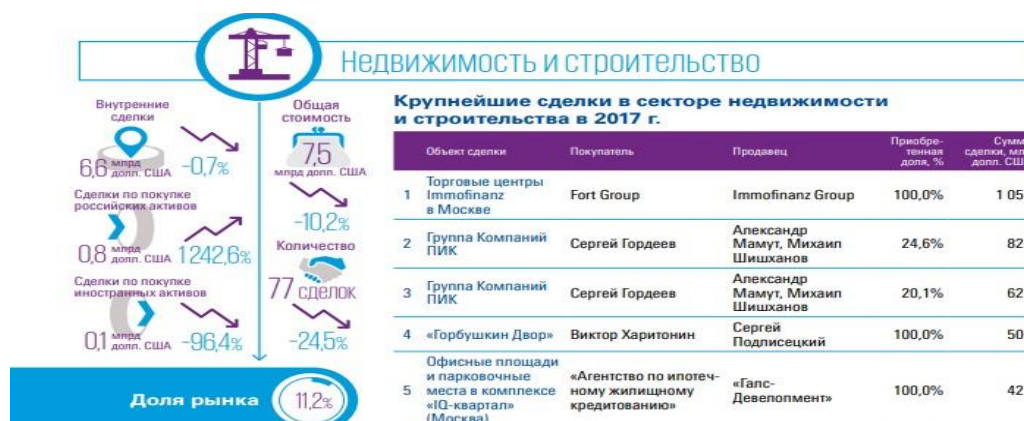 Недвижимость и строительство
Внутренние
сделки
6,6 млрд долл. США
-0,7%
Сделки по покупке
российских активов
0,8 млрд долл. США
1242,6%
Сделки по покупке
иностранных активов
0,1 млрд долл. США
-96,4%
Общая
стоимость
7,5
млрд долл. США
-10,2%
Количество
77 сделок
-24,5%
Доля рынка
11,2%
Крупнейшие сделки в секторе недвижимости
и строительства в 2017 г.
Объект сделки Покупатель Продавец Приобре-
тенная
доля, %
1 Торговые центры
Immofinanz
в Москве
Fort Group Immofinanz Group 100,0%
2 Группа Компаний
ПИК
Сергей Гордеев
Александр
Мамут, Михаил
Шишханов
24,6%
3 Группа Компаний
ПИК
Сергей Гордеев
Александр
Мамут, Михаил
Шишханов
20,1%
4 «Горбушкин Двор» Виктор Харитонин
Сергей
Подлисецкий
100,0%
5 Офисные площади
и парковочные
места в комплексе
«IQ-квартал»
(Москва)
«Агентство по ипотеч-
ному жилищному
кредитованию»
«Галс-
Девелопмент»
100,0%